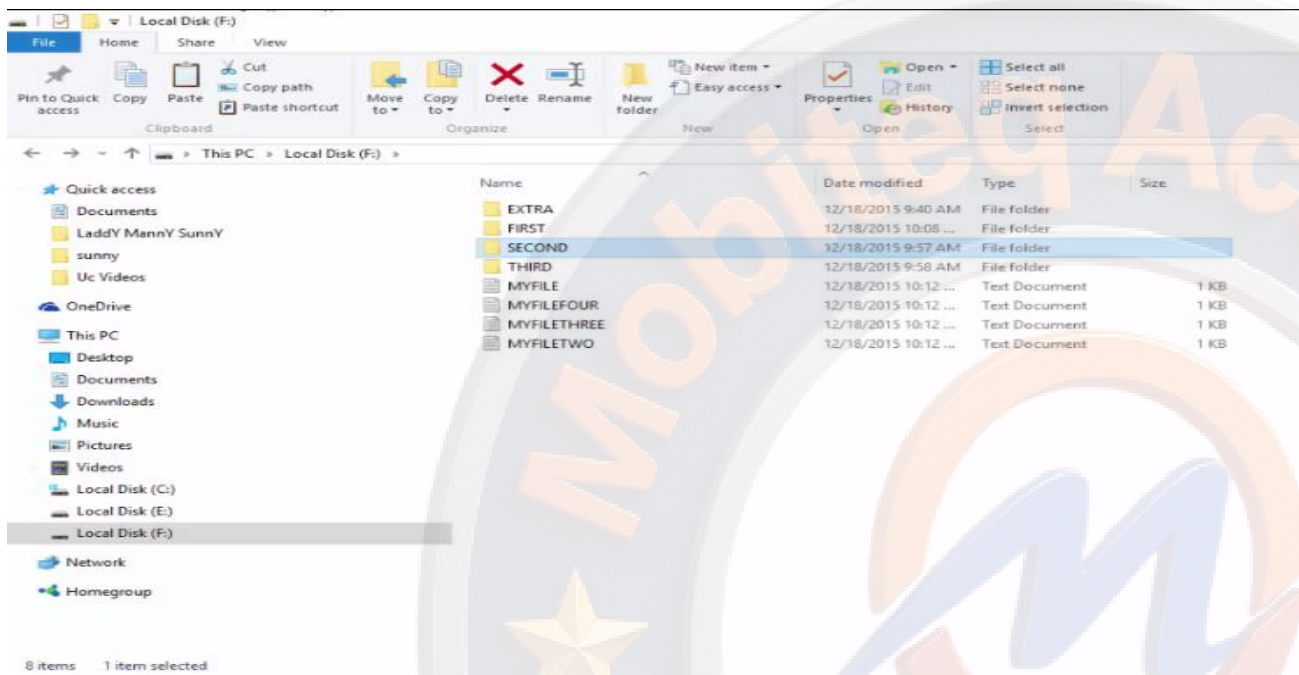 Local Disk (F:)
File Home Share View
Pin to Quick access
Copy
Paste
Cut
Copy path
Paste shortcut
Clipboard
Move to
Copy to
Delete
Rename
Organize
New folder
New item
Easy access
New
Properties
Open
Edit
History
Open
Select all
Select none
Invert selection
Select
This PC Local Disk (F:)
Quick access
Documents
LaddY MannY SunnY
sunny
Uc Videos
OneDrive
This PC
Desktop
Documents
Downloads
Music
Pictures
Videos
Local Disk (C:)
Local Disk (E:)
Local Disk (F:)
Network
Homegroup
Name Date modified Type Size
EXTRA 12/18/2015 9:40 AM File folder
FIRST 12/18/2015 10:08 ... File folder
SECOND 12/18/2015 9:57 AM File folder
THIRD 12/18/2015 9:58 AM File folder
MYFILE 12/18/2015 10:12 ... Text Document 1 KB
MYFILEFOUR 12/18/2015 10:12 ... Text Document 1 KB
MYFILETHREE 12/18/2015 10:12 ... Text Document 1 KB
MYFILETWO 12/18/2015 10:12 ... Text Document 1 KB
8 items 1 item selected
Mobiteq Ac